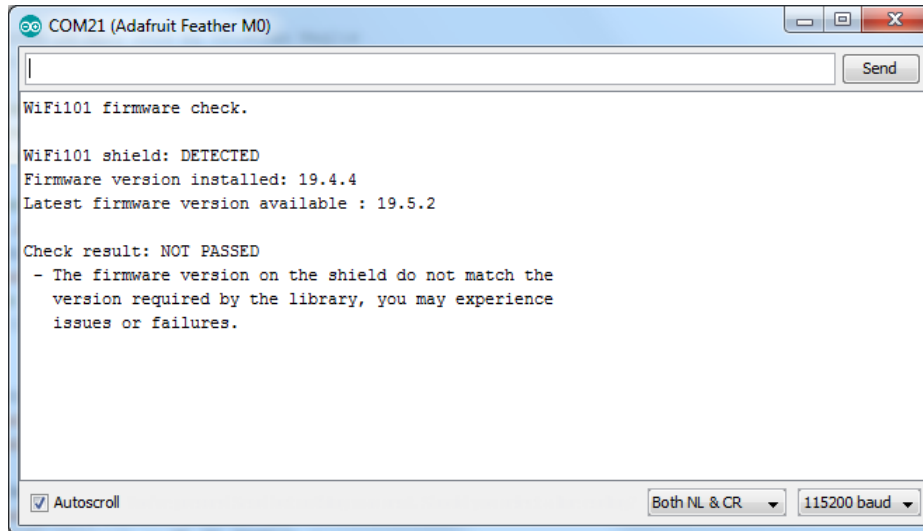 COM21 (Adafruit Feather M0)
Send
WiFi101 firmware check.
WiFi101 shield: DETECTED
Firmware version installed: 19.4.4
Latest firmware version available : 19.5.2
Check result: NOT PASSED
- The firmware version on the shield do not match the
version required by the library, you may experience
issues or failures.
Autoscroll
Both NL & CR
115200 baud